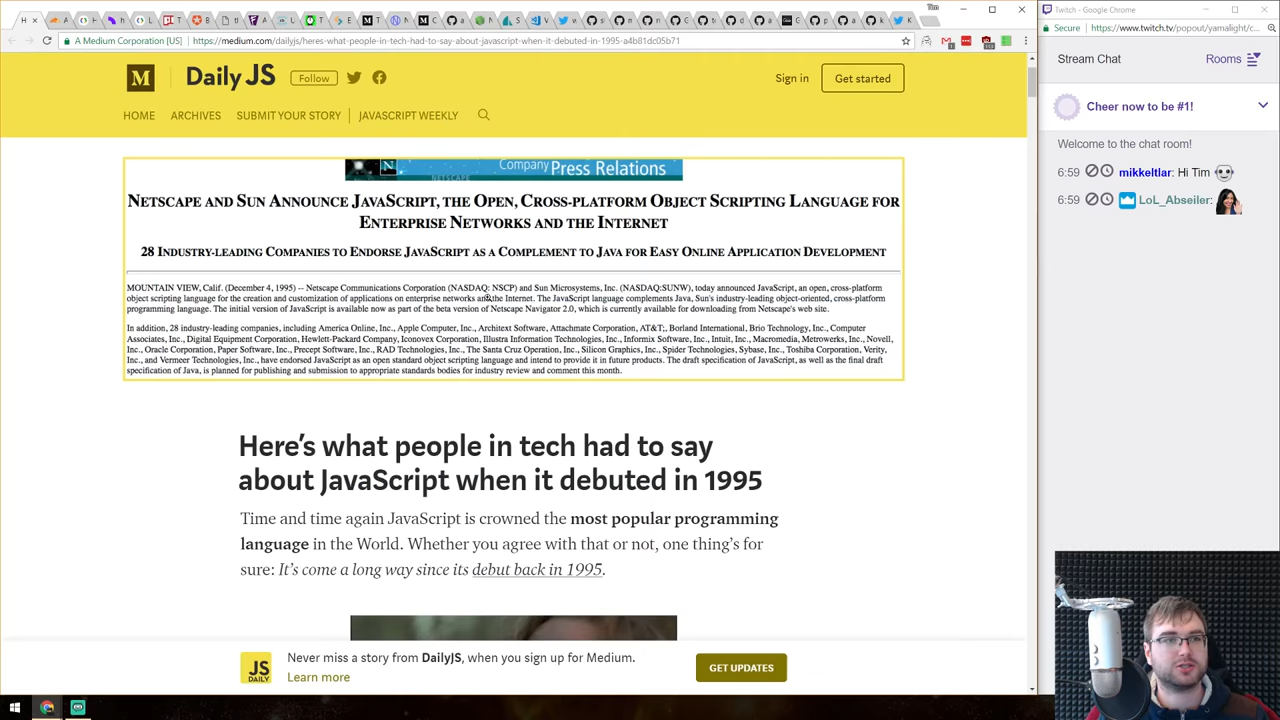 Tim
A Medium Corporation [US] | https://medium.com/dailyjs/heres-what-people-in-tech-had-to-say-about-javascript-when-it-debuted-in-1995-a4b81dc05b71
M DailyJS Follow
Sign in Get started
HOME ARCHIVES SUBMIT YOUR STORY JAVASCRIPT WEEKLY
N Company Press Relations
NETSCAPE
NETSCAPE AND SUN ANNOUNCE JAVASCRIPT, THE OPEN, CROSS-PLATFORM OBJECT SCRIPTING LANGUAGE FOR
ENTERPRISE NETWORKS AND THE INTERNET
28 INDUSTRY-LEADING COMPANIES TO ENDORSE JAVASCRIPT AS A COMPLEMENT TO JAVA FOR EASY ONLINE APPLICATION DEVELOPMENT
MOUNTAIN VIEW, Calif. (December 4, 1995) -- Netscape Communications Corporation (NASDAQ: NSCP) and Sun Microsystems, Inc. (NASDAQ:SUNW), today announced JavaScript, an open, cross-platform
object scripting language for the creation and customization of applications on enterprise networks and the Internet. The JavaScript language complements Java, Sun's industry-leading object-oriented, cross-platform
programming language. The initial version of JavaScript is available now as part of the beta version of Netscape Navigator 2.0, which is currently available for downloading from Netscape's web site.
In addition, 28 industry-leading companies, including America Online, Inc., Apple Computer, Inc., Architext Software, Attachmate Corporation, AT&T;, Borland International, Brio Technology, Inc., Computer
Associates, Inc., Digital Equipment Corporation, Hewlett-Packard Company, Iconovex Corporation, Illustra Information Technologies, Inc., Informix Software, Inc., Intuit, Inc., Macromedia, Metrowerks, Inc., Novell,
Inc., Oracle Corporation, Paper Software, Inc., Precept Software, Inc., RAD Technologies, Inc., The Santa Cruz Operation, Inc., Silicon Graphics, Inc., Spider Technologies, Sybase, Inc., Toshiba Corporation, Verity,
Inc., and Vermeer Technologies, Inc., have endorsed JavaScript as an open standard object scripting language and intend to provide it in future products. The draft specification of JavaScript, as well as the final draft
specification of Java, is planned for publishing and submission to appropriate standards bodies for industry review and comment this month.
Here's what people in tech had to say
about JavaScript when it debuted in 1995
Time and time again JavaScript is crowned the most popular programming
language in the World. Whether you agree with that or not, one thing's for
sure: It's come a long way since its debut back in 1995.
JS DAILY
Never miss a story from DailyJS, when you sign up for Medium.
Learn more
GET UPDATES
Twitch - Google Chrome
Secure | https://www.twitch.tv/popout/yamalight/c...
Stream Chat Rooms
Cheer now to be #1!
Welcome to the chat room!
6:59 mikkeltlar: Hi Tim
6:59 LoL_Abseiler: